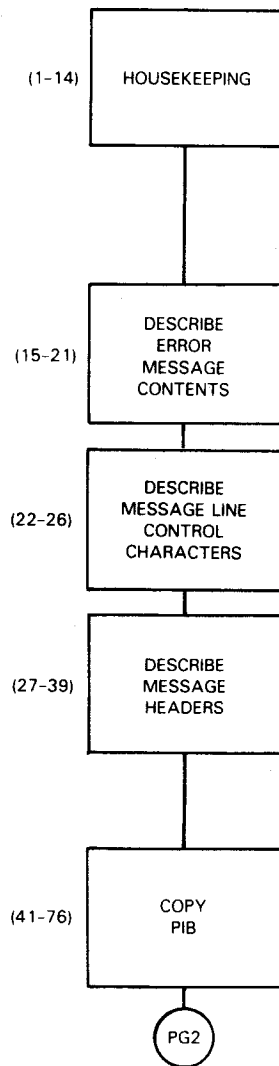 (1-14)
HOUSEKEEPING
(15-21)
DESCRIBE
ERROR
MESSAGE
CONTENTS
(22-26)
DESCRIBE
MESSAGE LINE
CONTROL
CHARACTERS
(27-39)
DESCRIBE
MESSAGE
HEADERS
(41-76)
COPY
PIB
PG2